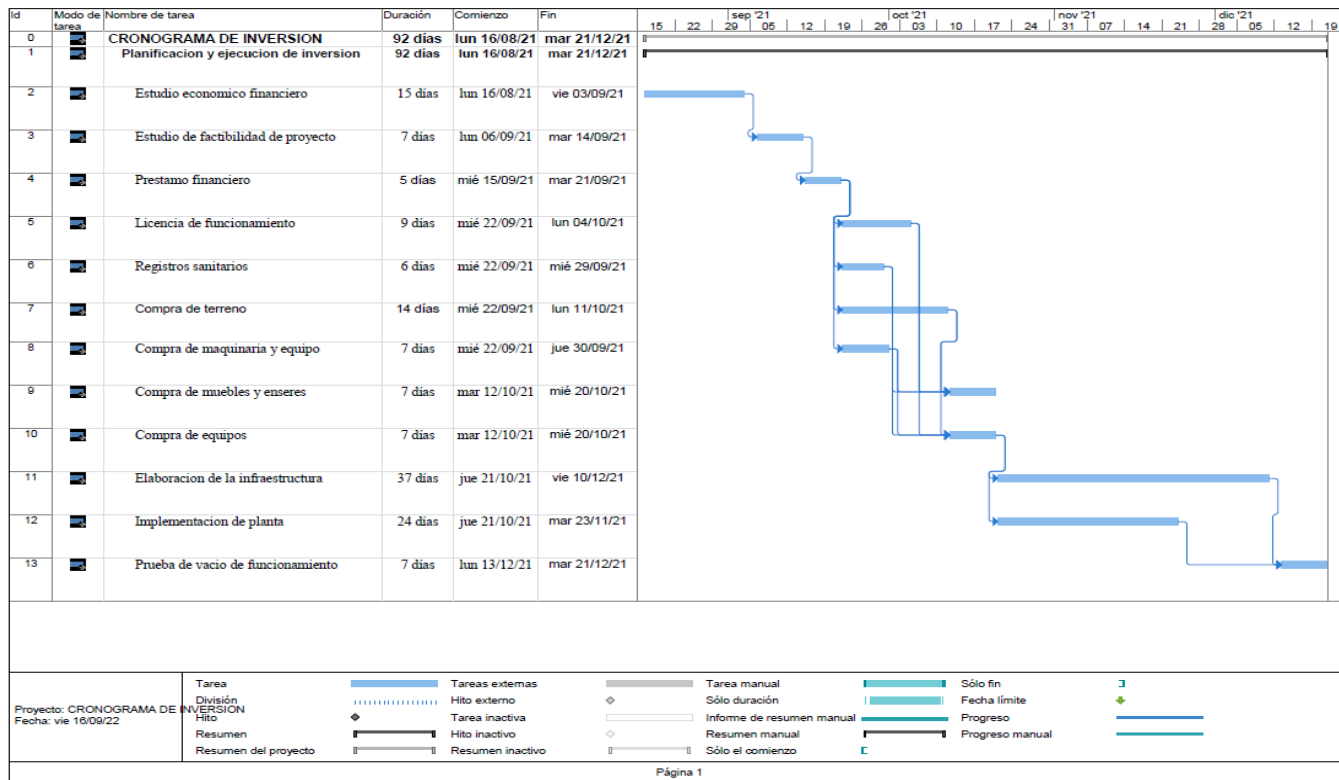 Id Modo de tarea Nombre de tarea Duración Comienzo Fin
sep '21 oct '21 nov '21 dic '21
15 22 29 05 12 19 26 03 10 17 24 31 07 14 21 28 05 12 19
0 CRONOGRAMA DE INVERSION 92 días lun 16/08/21 mar 21/12/21
1 Planificacion y ejecucion de inversion 92 días lun 16/08/21 mar 21/12/21
2 Estudio economico financiero 15 días lun 16/08/21 vie 03/09/21
3 Estudio de factibilidad de proyecto 7 días lun 06/09/21 mar 14/09/21
4 Prestamo financiero 5 días mié 15/09/21 mar 21/09/21
5 Licencia de funcionamiento 9 días mié 22/09/21 lun 04/10/21
6 Registros sanitarios 6 días mié 22/09/21 mié 29/09/21
7 Compra de terreno 14 días mié 22/09/21 lun 11/10/21
8 Compra de maquinaria y equipo 7 días mié 22/09/21 jue 30/09/21
9 Compra de muebles y enseres 7 días mar 12/10/21 mié 20/10/21
10 Compra de equipos 7 días mar 12/10/21 mié 20/10/21
11 Elaboracion de la infraestructura 37 días jue 21/10/21 vie 10/12/21
12 Implementacion de planta 24 días jue 21/10/21 mar 23/11/21
13 Prueba de vacio de funcionamiento 7 días lun 13/12/21 mar 21/12/21
Proyecto: CRONOGRAMA DE INVERSION
Fecha: vie 16/09/22
Tarea Tareas externas Tarea manual Sólo fin
División Hito externo Sólo duración Fecha límite
Hito Tarea inactiva Informe de resumen manual Progreso
Resumen Hito inactivo Resumen manual Progreso manual
Resumen del proyecto Resumen inactivo Sólo el comienzo
Página 1